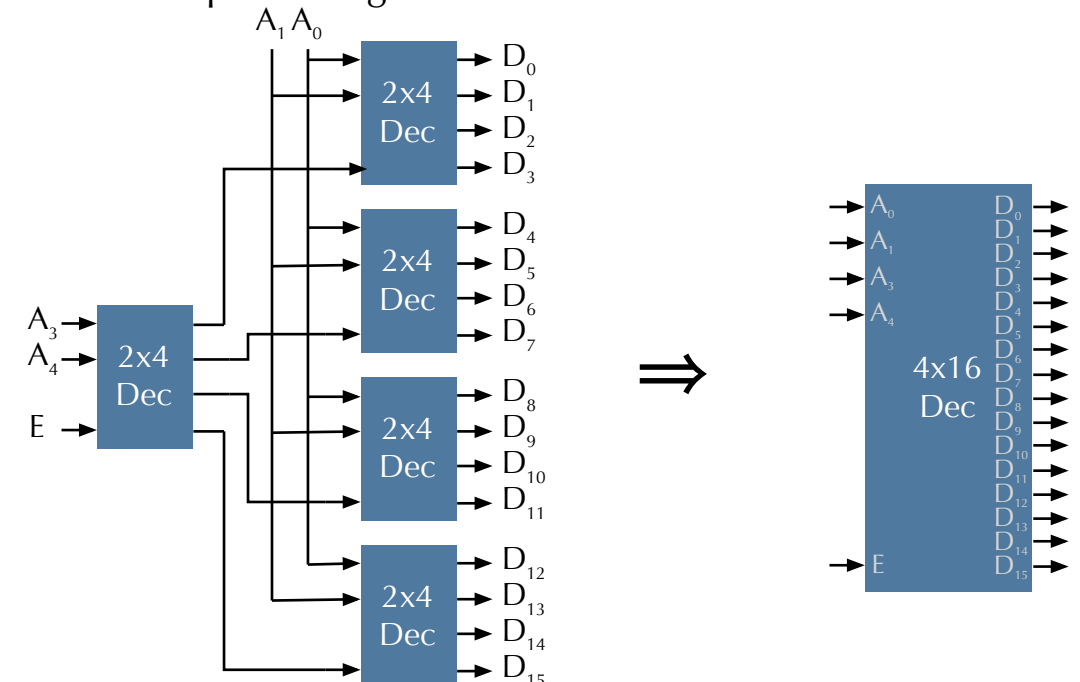 A₁ A₀
2x4
Dec
D₀
D₁
D₂
D₃
2x4
Dec
D₄
D₅
D₆
D₇
A₃
A₄
E
2x4
Dec
2x4
Dec
D₈
D₉
D₁₀
D₁₁
2x4
Dec
D₁₂
D₁₃
D₁₄
D₁₅
⇒
A₀
A₁
A₃
A₄
E
4x16
Dec
D₀
D₁
D₂
D₃
D₄
D₅
D₆
D₇
D₈
D₉
D₁₀
D₁₁
D₁₂
D₁₃
D₁₄
D₁₅